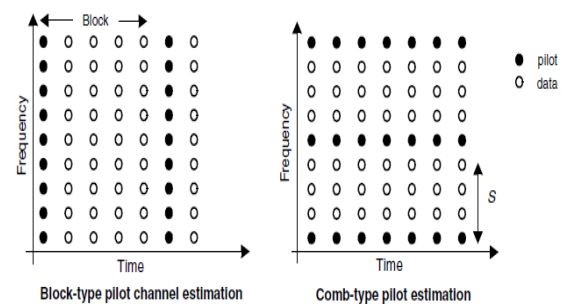 Block
Frequency
Time
Block-type pilot channel estimation
Frequency
S
Time
Comb-type pilot estimation
pilot
data